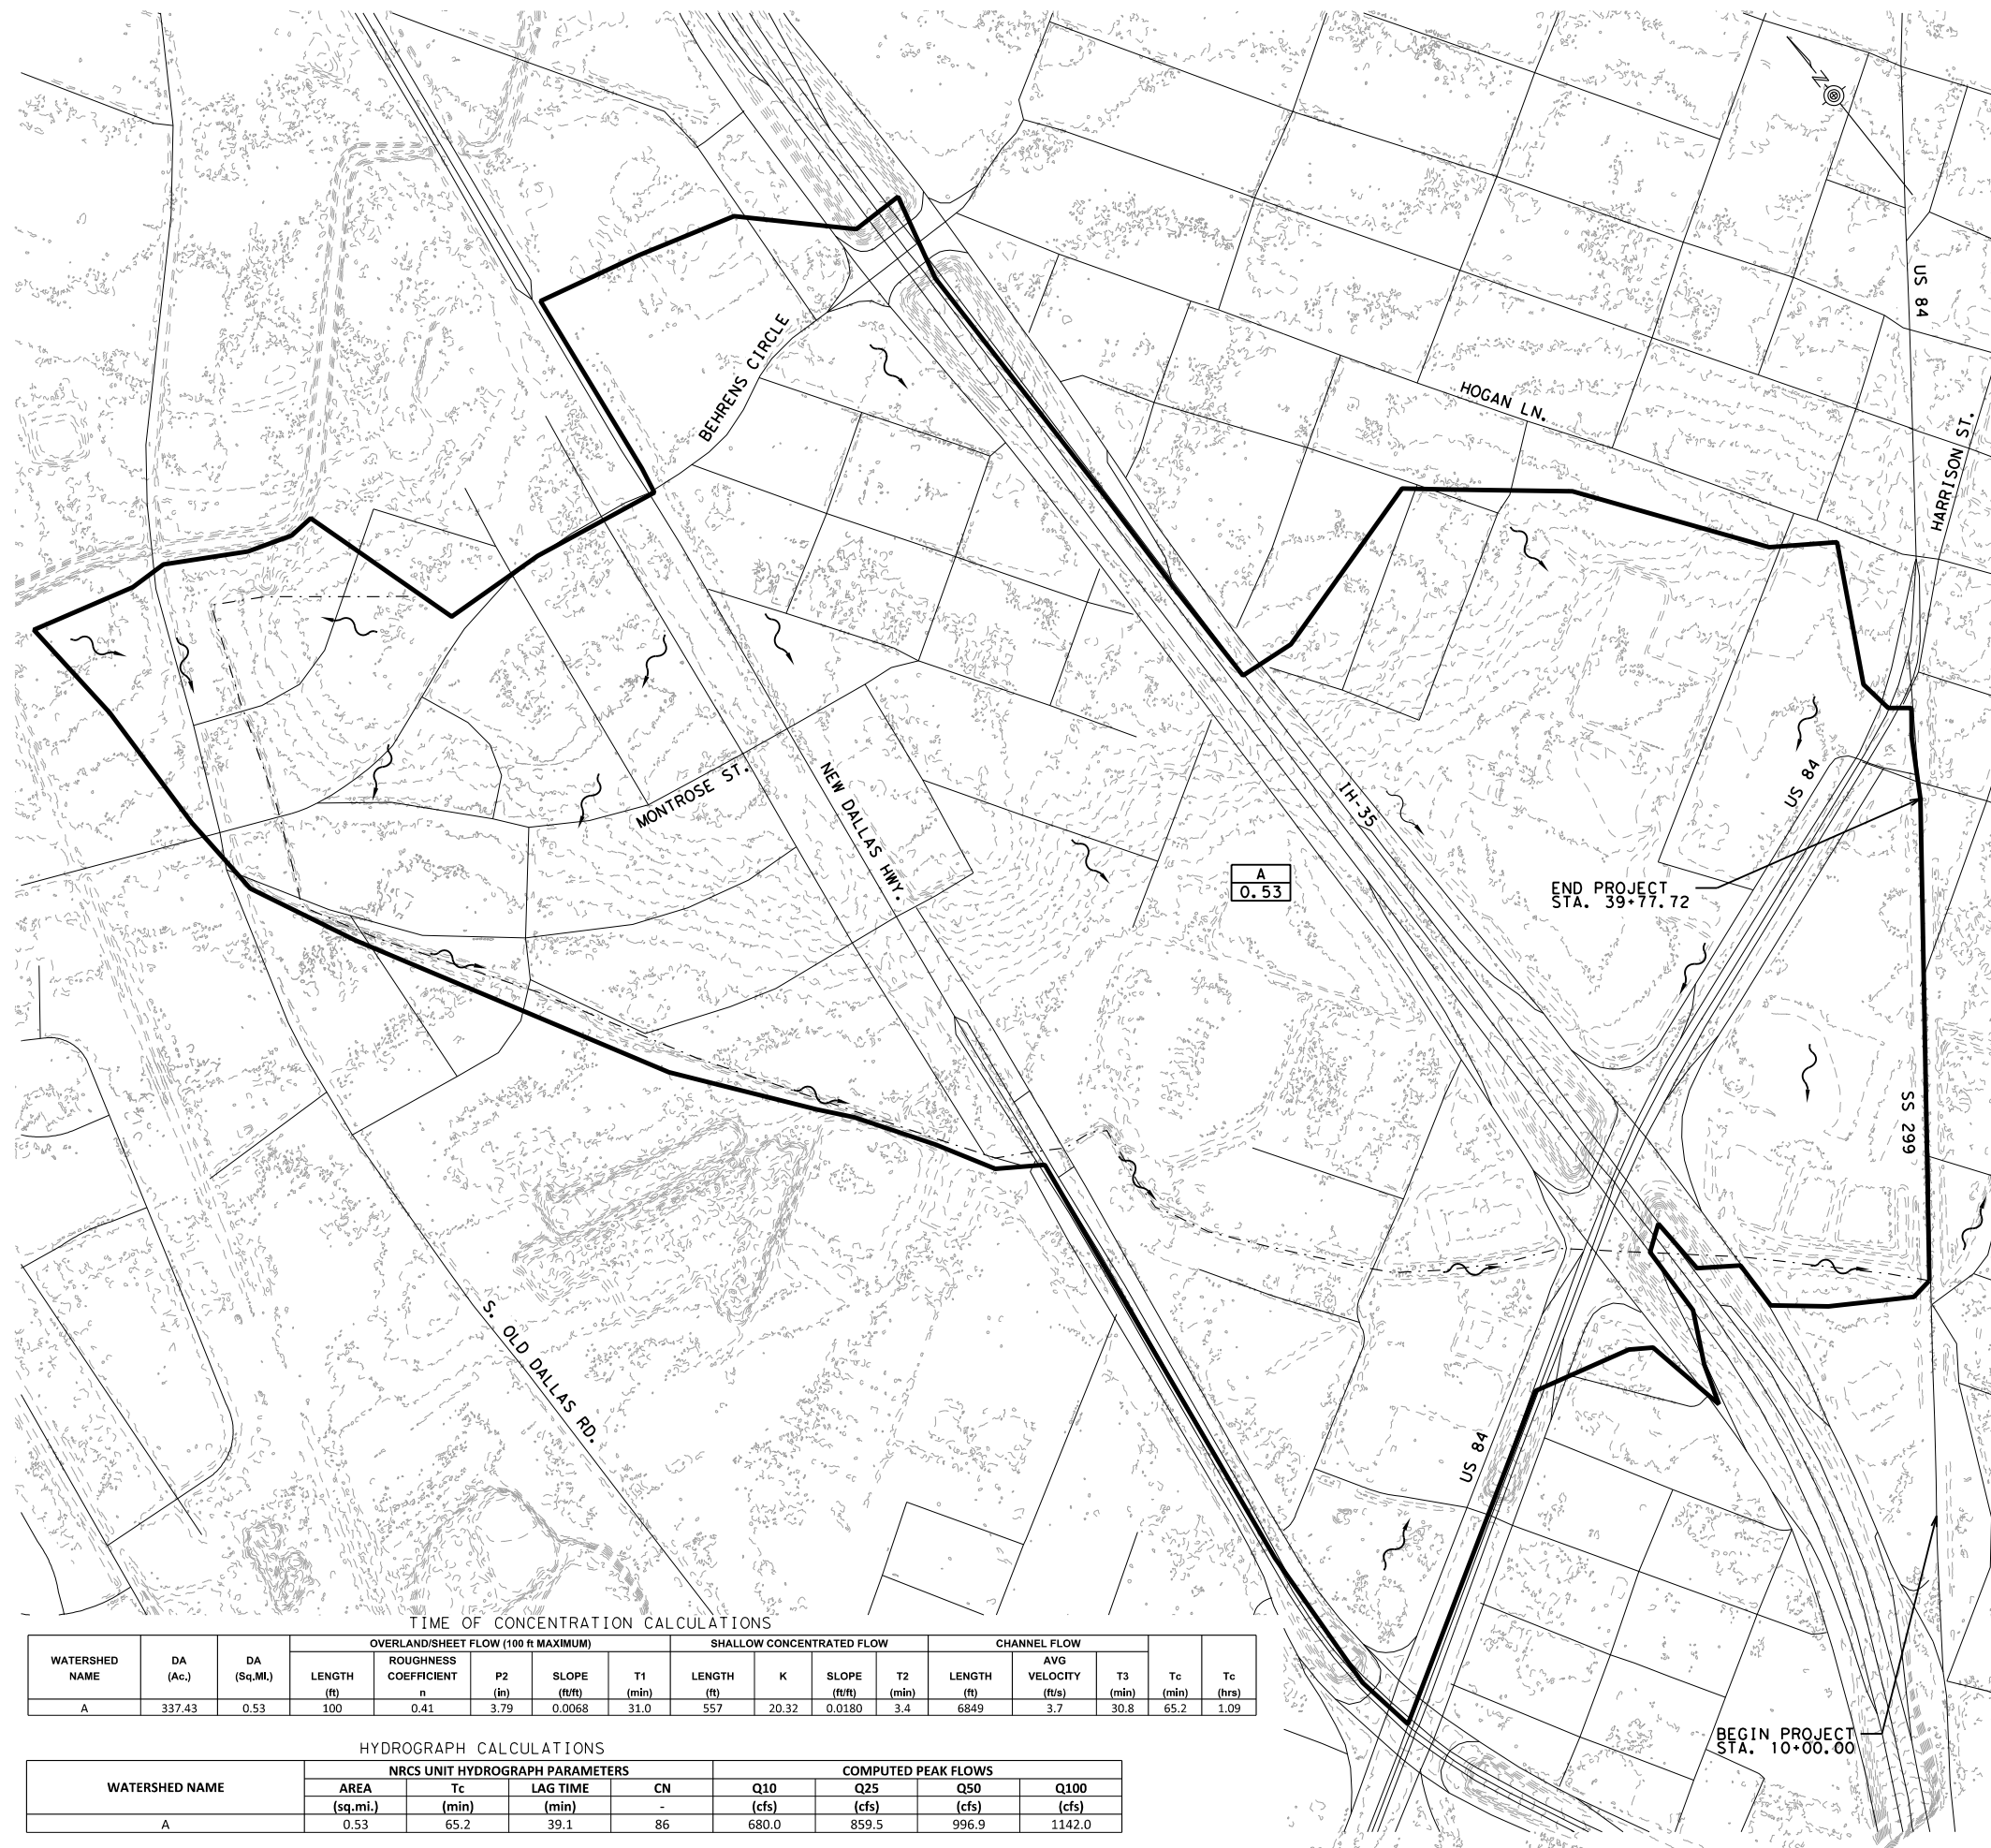 N
US 84
HOGAN LN.
HARRISON ST.
BEHRENS CIRCLE
US 84
IH-35
NEW DALLAS HWY.
MONTROSE ST.
A
0.53
END PROJECT
STA. 39+77.72
SS 299
S. OLD DALLAS RD.
US 84
BEGIN PROJECT
STA. 10+00.00
TIME OF CONCENTRATION CALCULATIONS
OVERLAND/SHEET FLOW (100 ft MAXIMUM) SHALLOW CONCENTRATED FLOW CHANNEL FLOW
WATERSHED DA DA ROUGHNESS AVG
NAME (Ac.) (Sq.Mi.) LENGTH COEFFICIENT P2 SLOPE T1 LENGTH K SLOPE T2 LENGTH VELOCITY T3 Tc Tc
(ft) n (in) (ft/ft) (min) (ft) (ft/ft) (min) (ft) (ft/s) (min) (min) (hrs)
A 337.43 0.53 100 0.41 3.79 0.0068 31.0 557 20.32 0.0180 3.4 6849 3.7 30.8 65.2 1.09
HYDROGRAPH CALCULATIONS
WATERSHED NAME NRCS UNIT HYDROGRAPH PARAMETERS COMPUTED PEAK FLOWS
AREA Tc LAG TIME CN Q10 Q25 Q50 Q100
(sq.mi.) (min) (min) - (cfs) (cfs) (cfs) (cfs)
A 0.53 65.2 39.1 86 680.0 859.5 996.9 1142.0